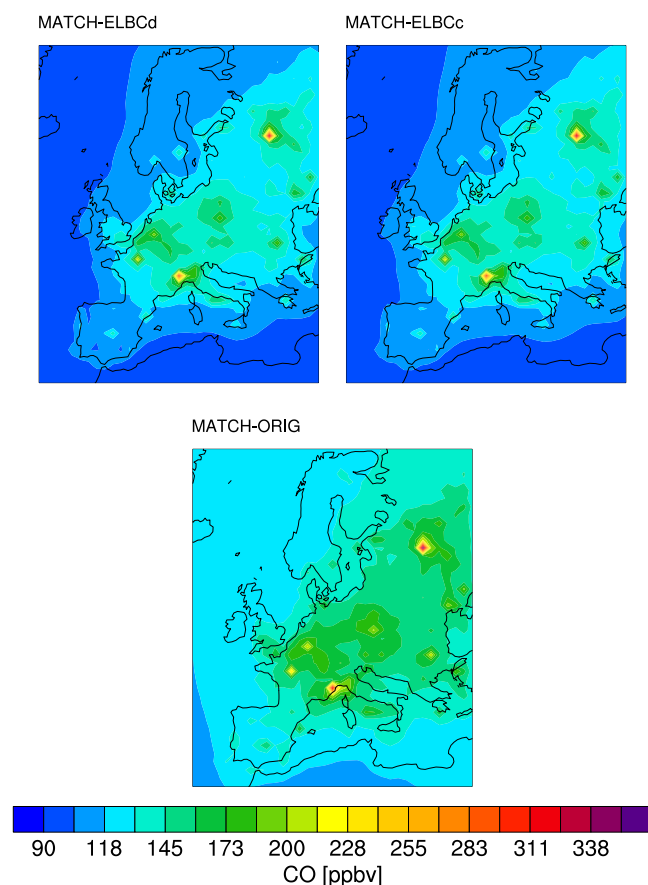 MATCH-ELBCd MATCH-ELBCc
MATCH-ORIG
90 118 145 173 200 228 255 283 311 338
CO [ppbv]